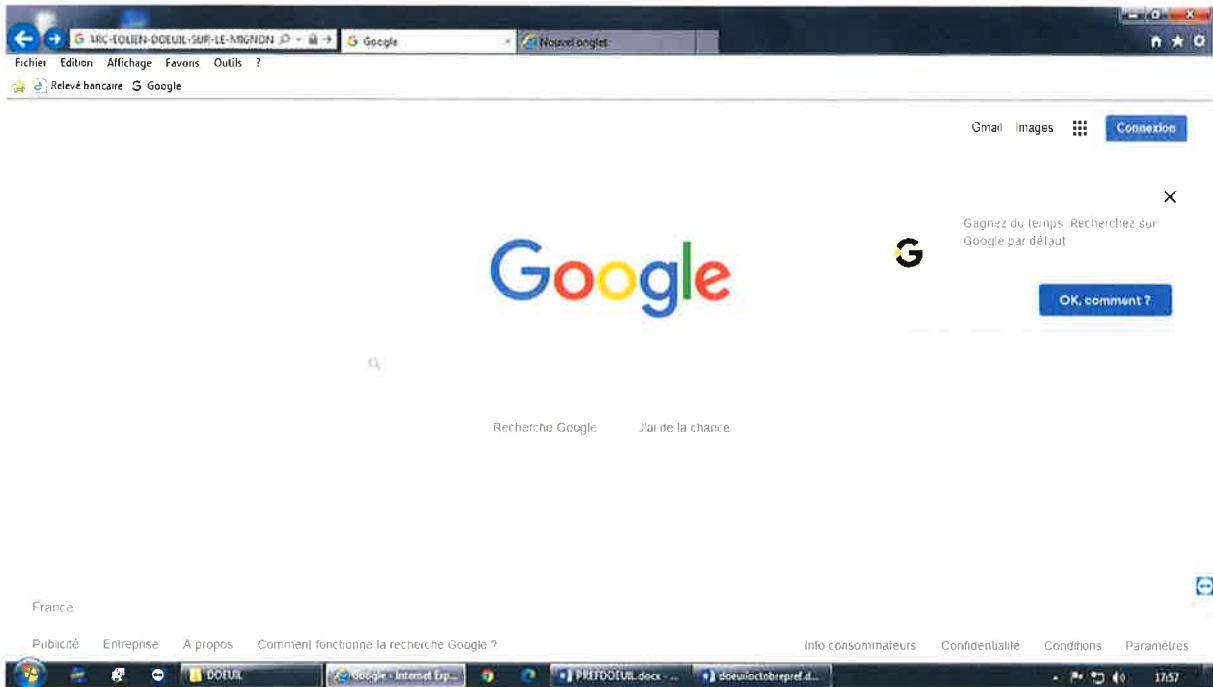 ARC-EOLIEN-DOEUIL-SUR-LE-MIGNON Google Nouvel onglet
Fichier Edition Affichage Favoris Outils ?
Relevé bancaire G Google
Gmail Images Connexion
Gagnez du temps. Recherchez sur
Google par défaut
Google
OK, comment ?
Recherche Google J'ai de la chance
France
Publicité Entreprise À propos Comment fonctionne la recherche Google ? Info consommateurs Confidentialité Conditions Paramètres
DOEUIL Google - Internet Exp... PREFDOEUIL.docx - ... doeuiloctobrepref.d... 17:57